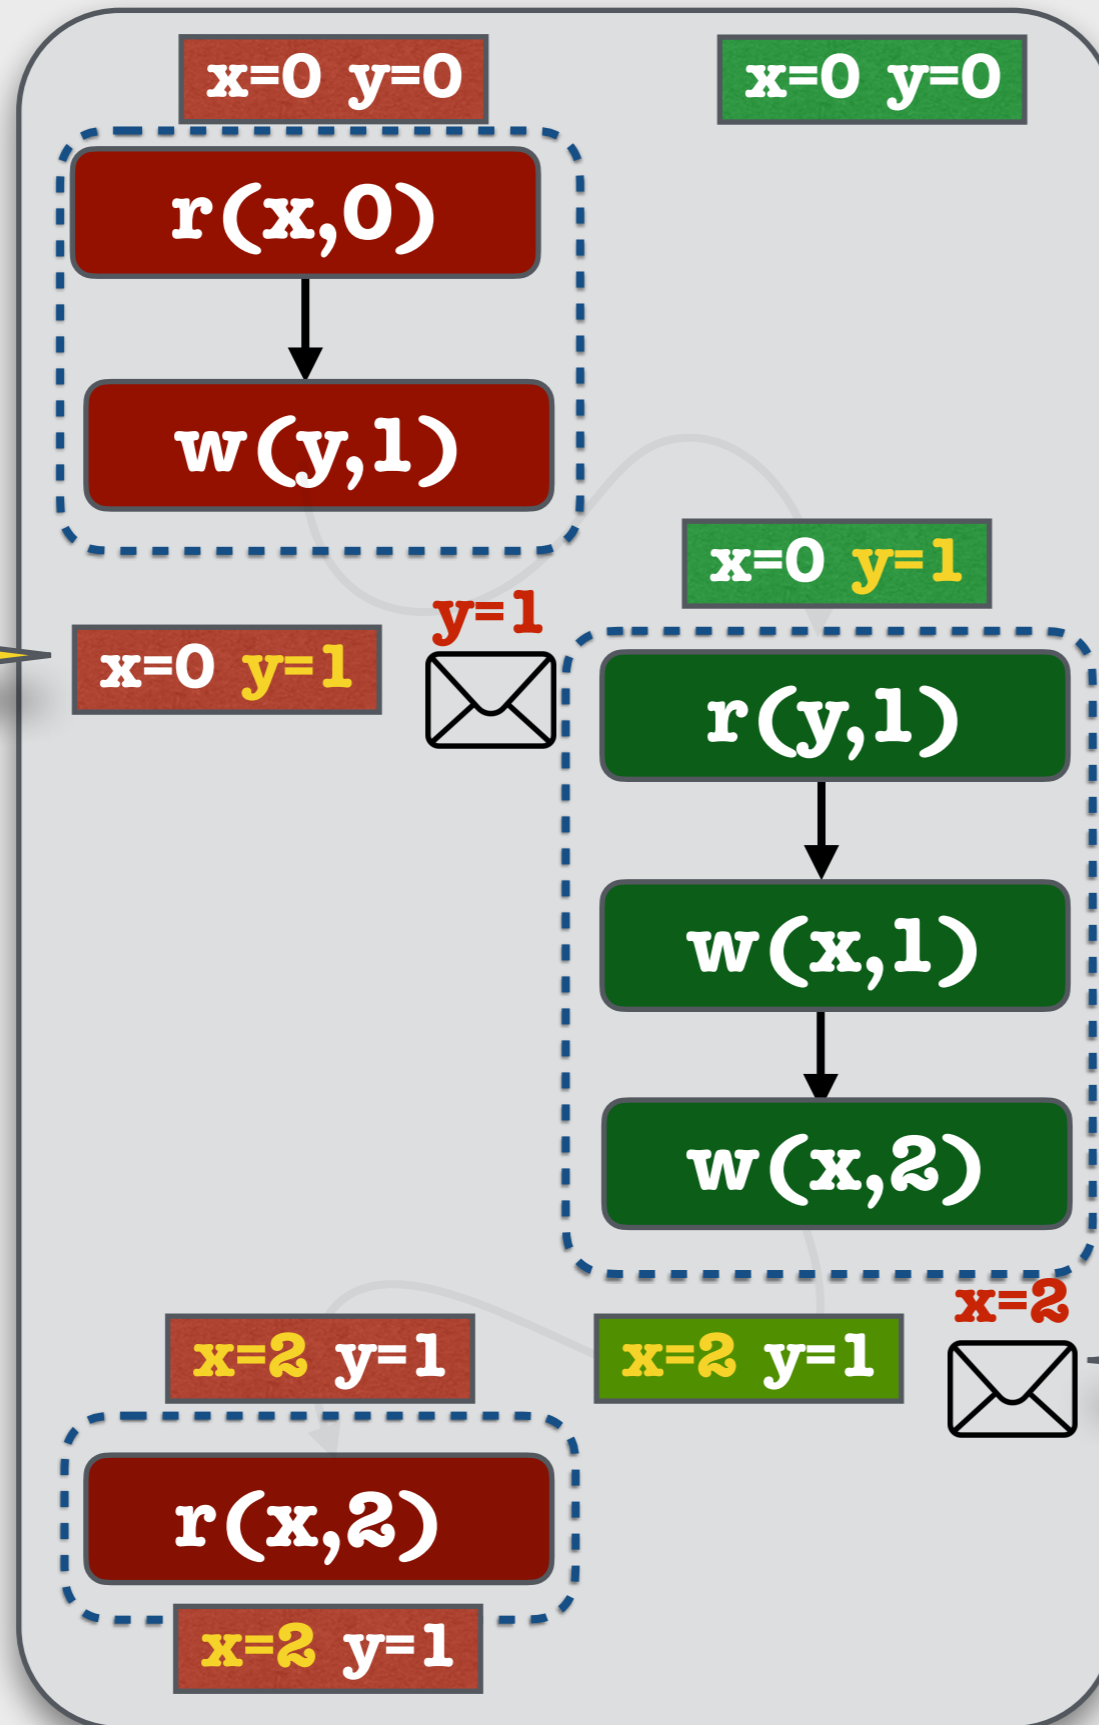 x=0 y=0
x=0 y=0
r(x,0)
w(y,1)
x=0 y=1
y=1
x=0 y=1
r(y,1)
w(x,1)
w(x,2)
x=2
x=2 y=1
x=2 y=1
r(x,2)
x=2 y=1